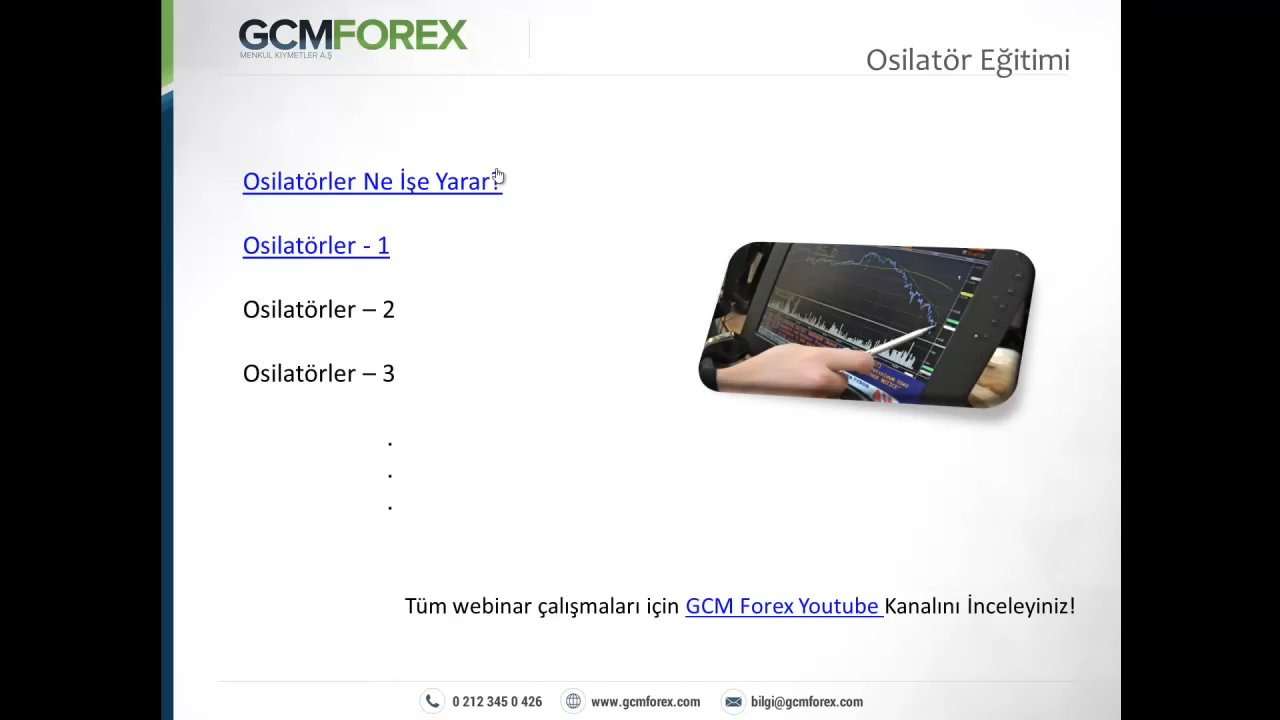 GCMFOREX
MENKUL KIYMETLER A.Ş
Osilatör Eğitimi
Osilatörler Ne İşe Yarar?
Osilatörler - 1
Osilatörler – 2
Osilatörler – 3
.
.
.
Tüm webinar çalışmaları için GCM Forex Youtube Kanalını İnceleyiniz!
0 212 345 0 426 www.gcmforex.com bilgi@gcmforex.com